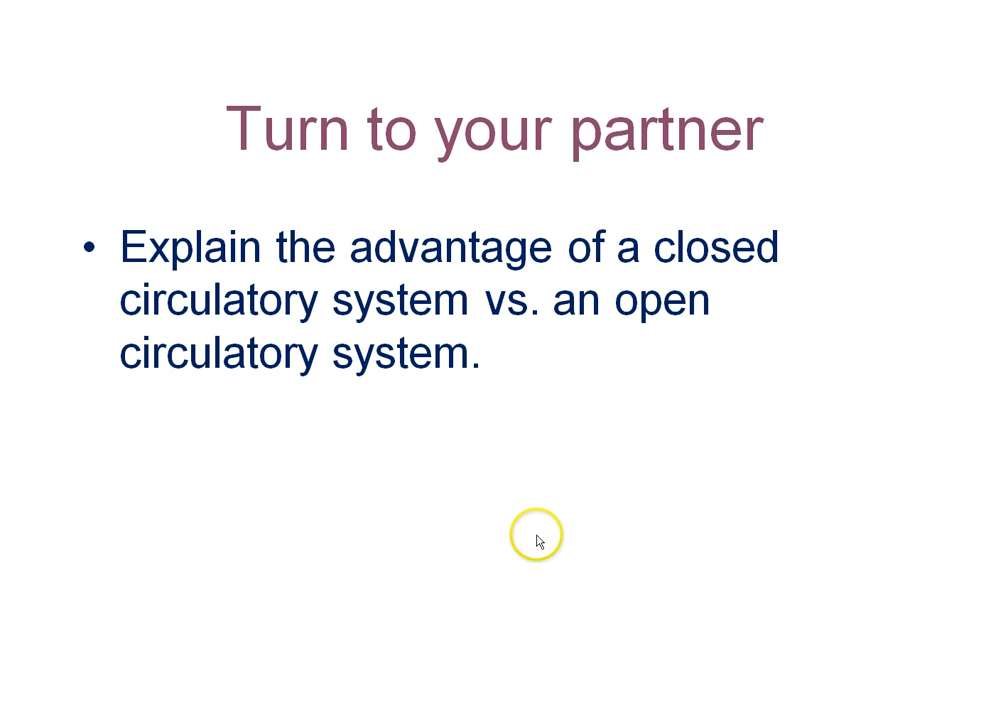 Turn to your partner
• Explain the advantage of a closed
circulatory system vs. an open
circulatory system.